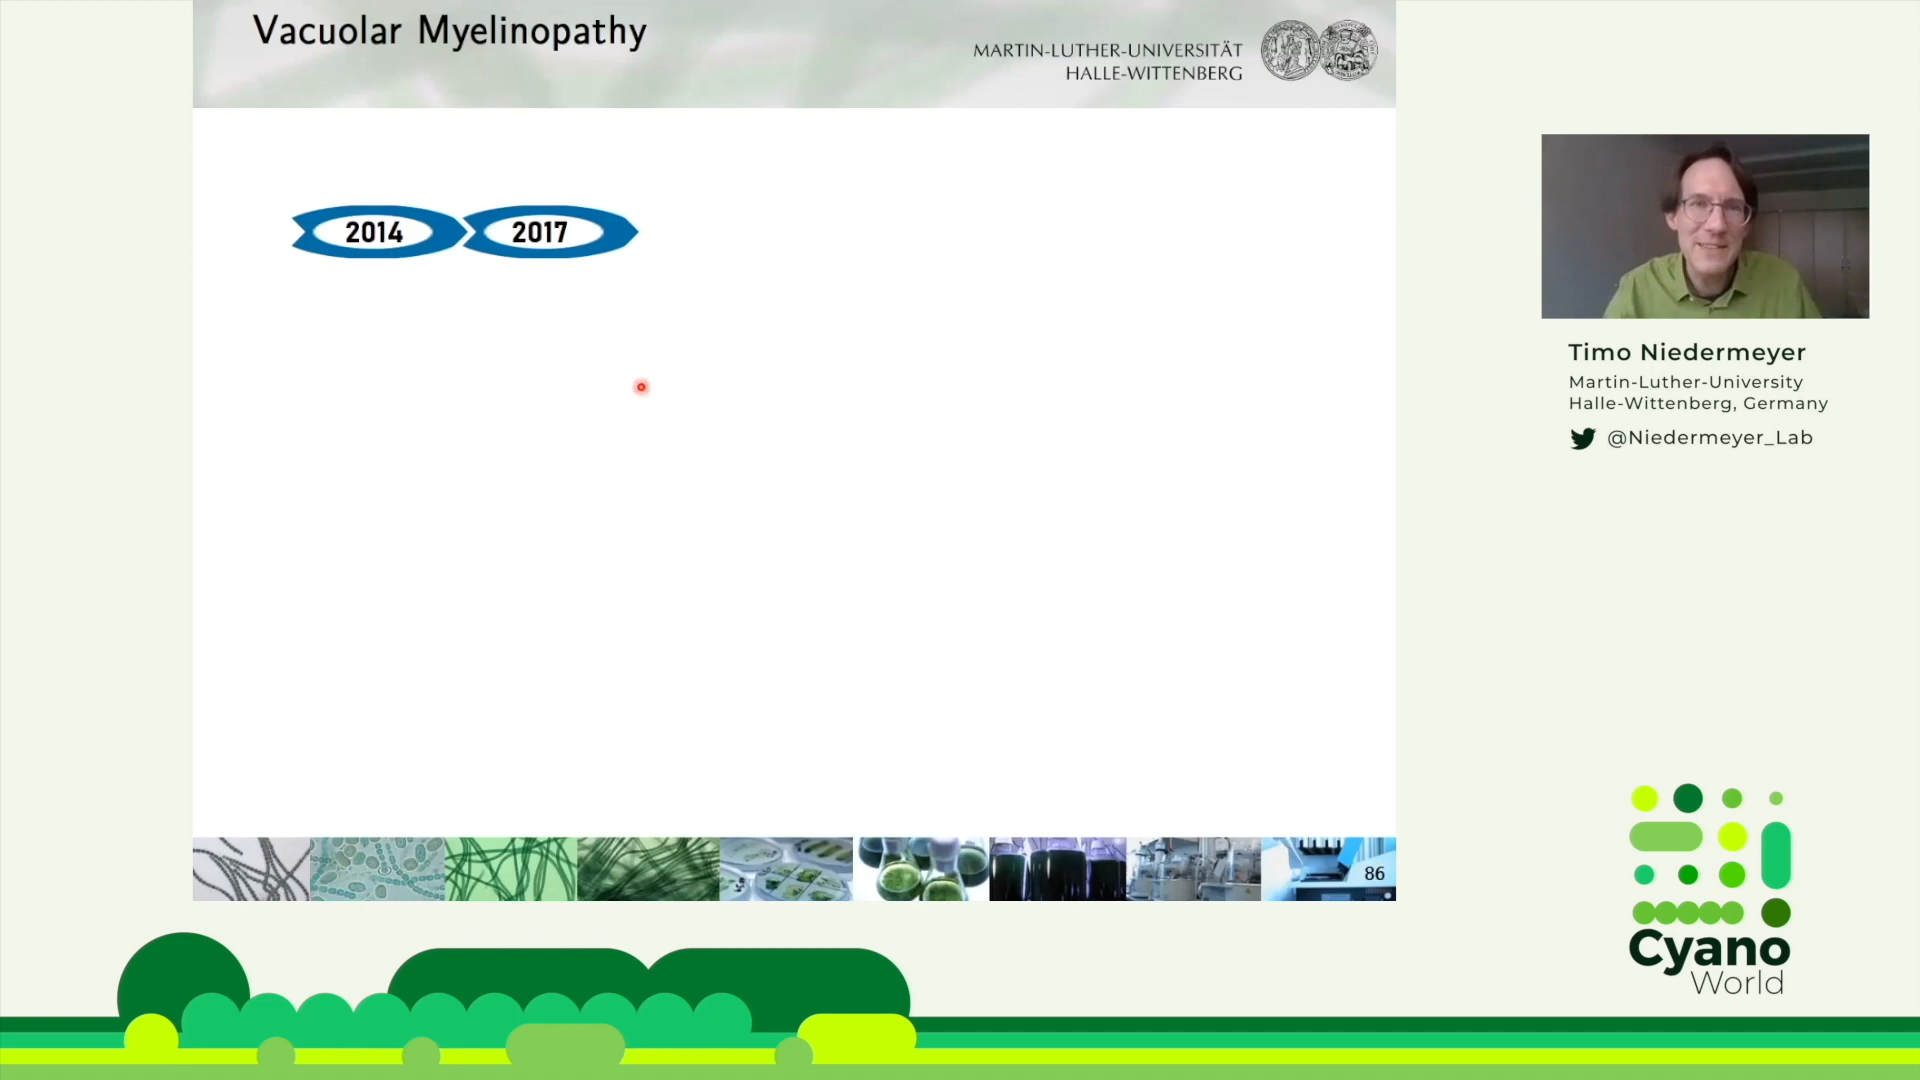 Vacuolar Myelinopathy
MARTIN-LUTHER-UNIVERSITÄT
HALLE-WITTENBERG
2014
2017
Timo Niedermeyer
Martin-Luther-University
Halle-Wittenberg, Germany
@Niedermeyer_Lab
86
Cyano
World